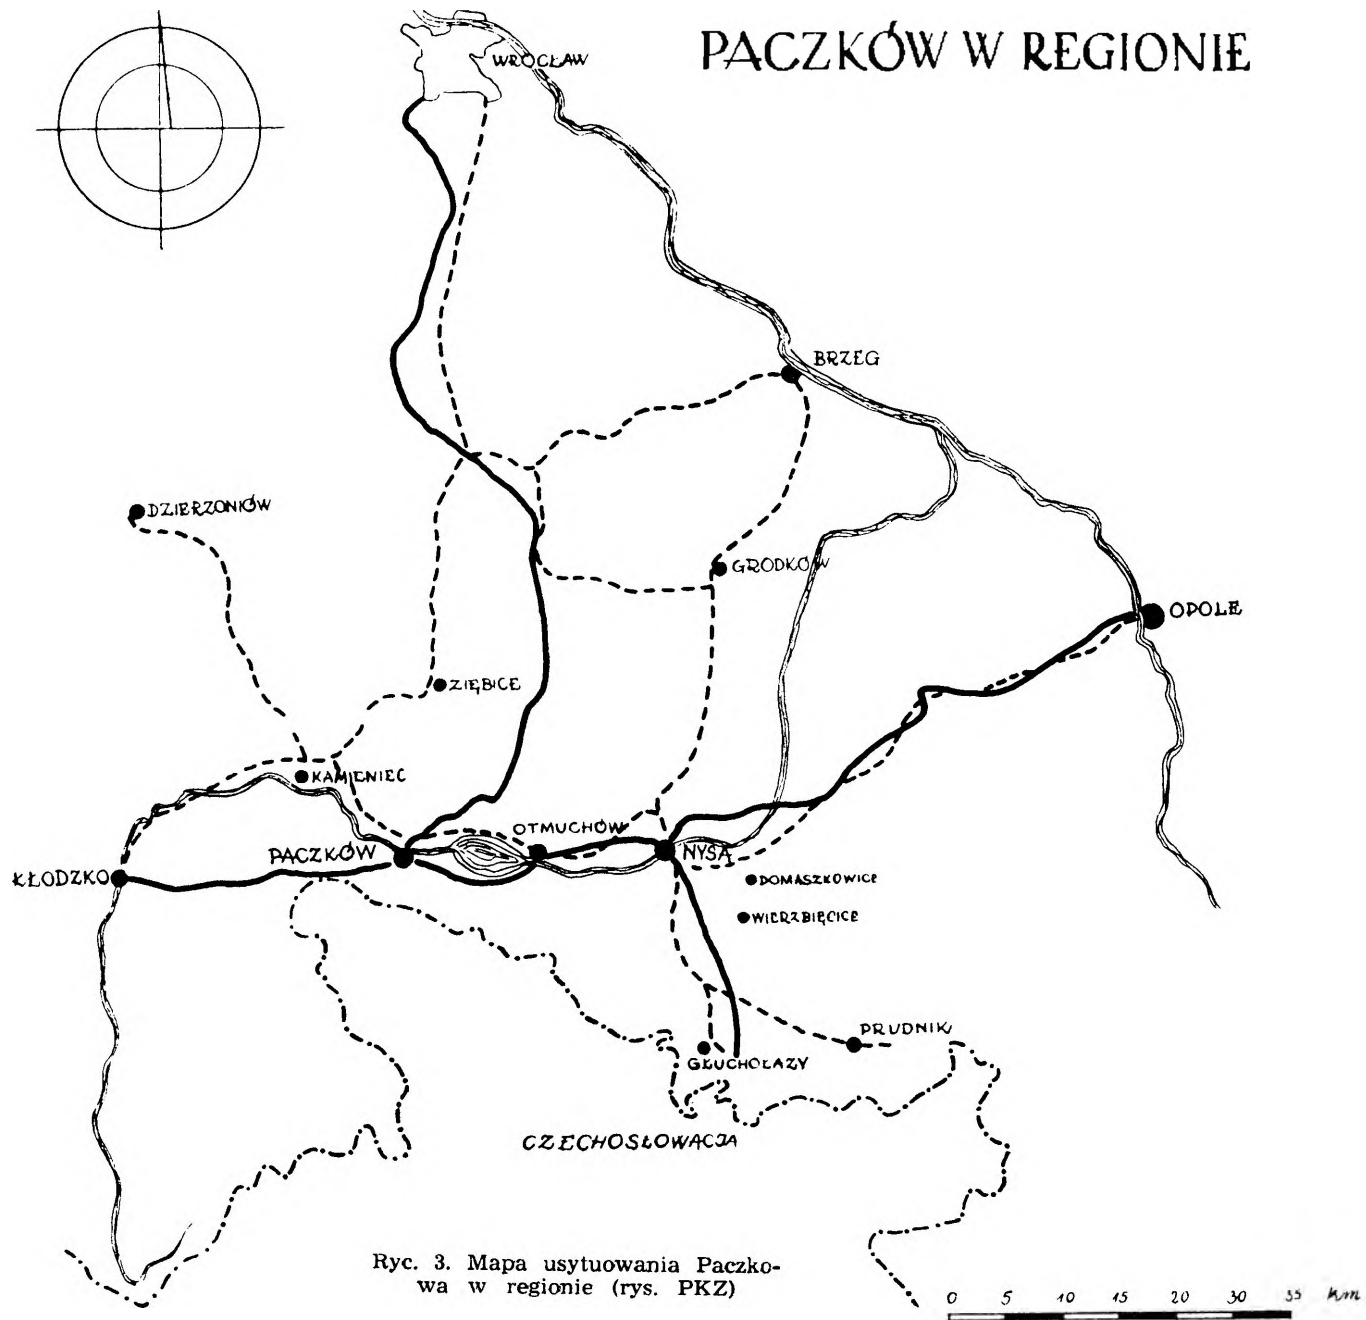 PACZKÓW W REGIONIE
WROCŁAW
BRZEG
DZIERZONIÓW
GRODKÓW
OPOLE
ZIĘBICE
KAMIENIEC
OTMUCHÓW
PACZKÓW
NYSA
KŁODZKO
DOMASZKOWICE
WIERZBIĘCICE
PRUDNIK
GŁUCHOŁAZY
CZECHOSŁOWACJA
Ryc. 3. Mapa usytuowania Paczko-
wa w regionie (rys. PKZ)
0 5 10 15 20 30 35 km